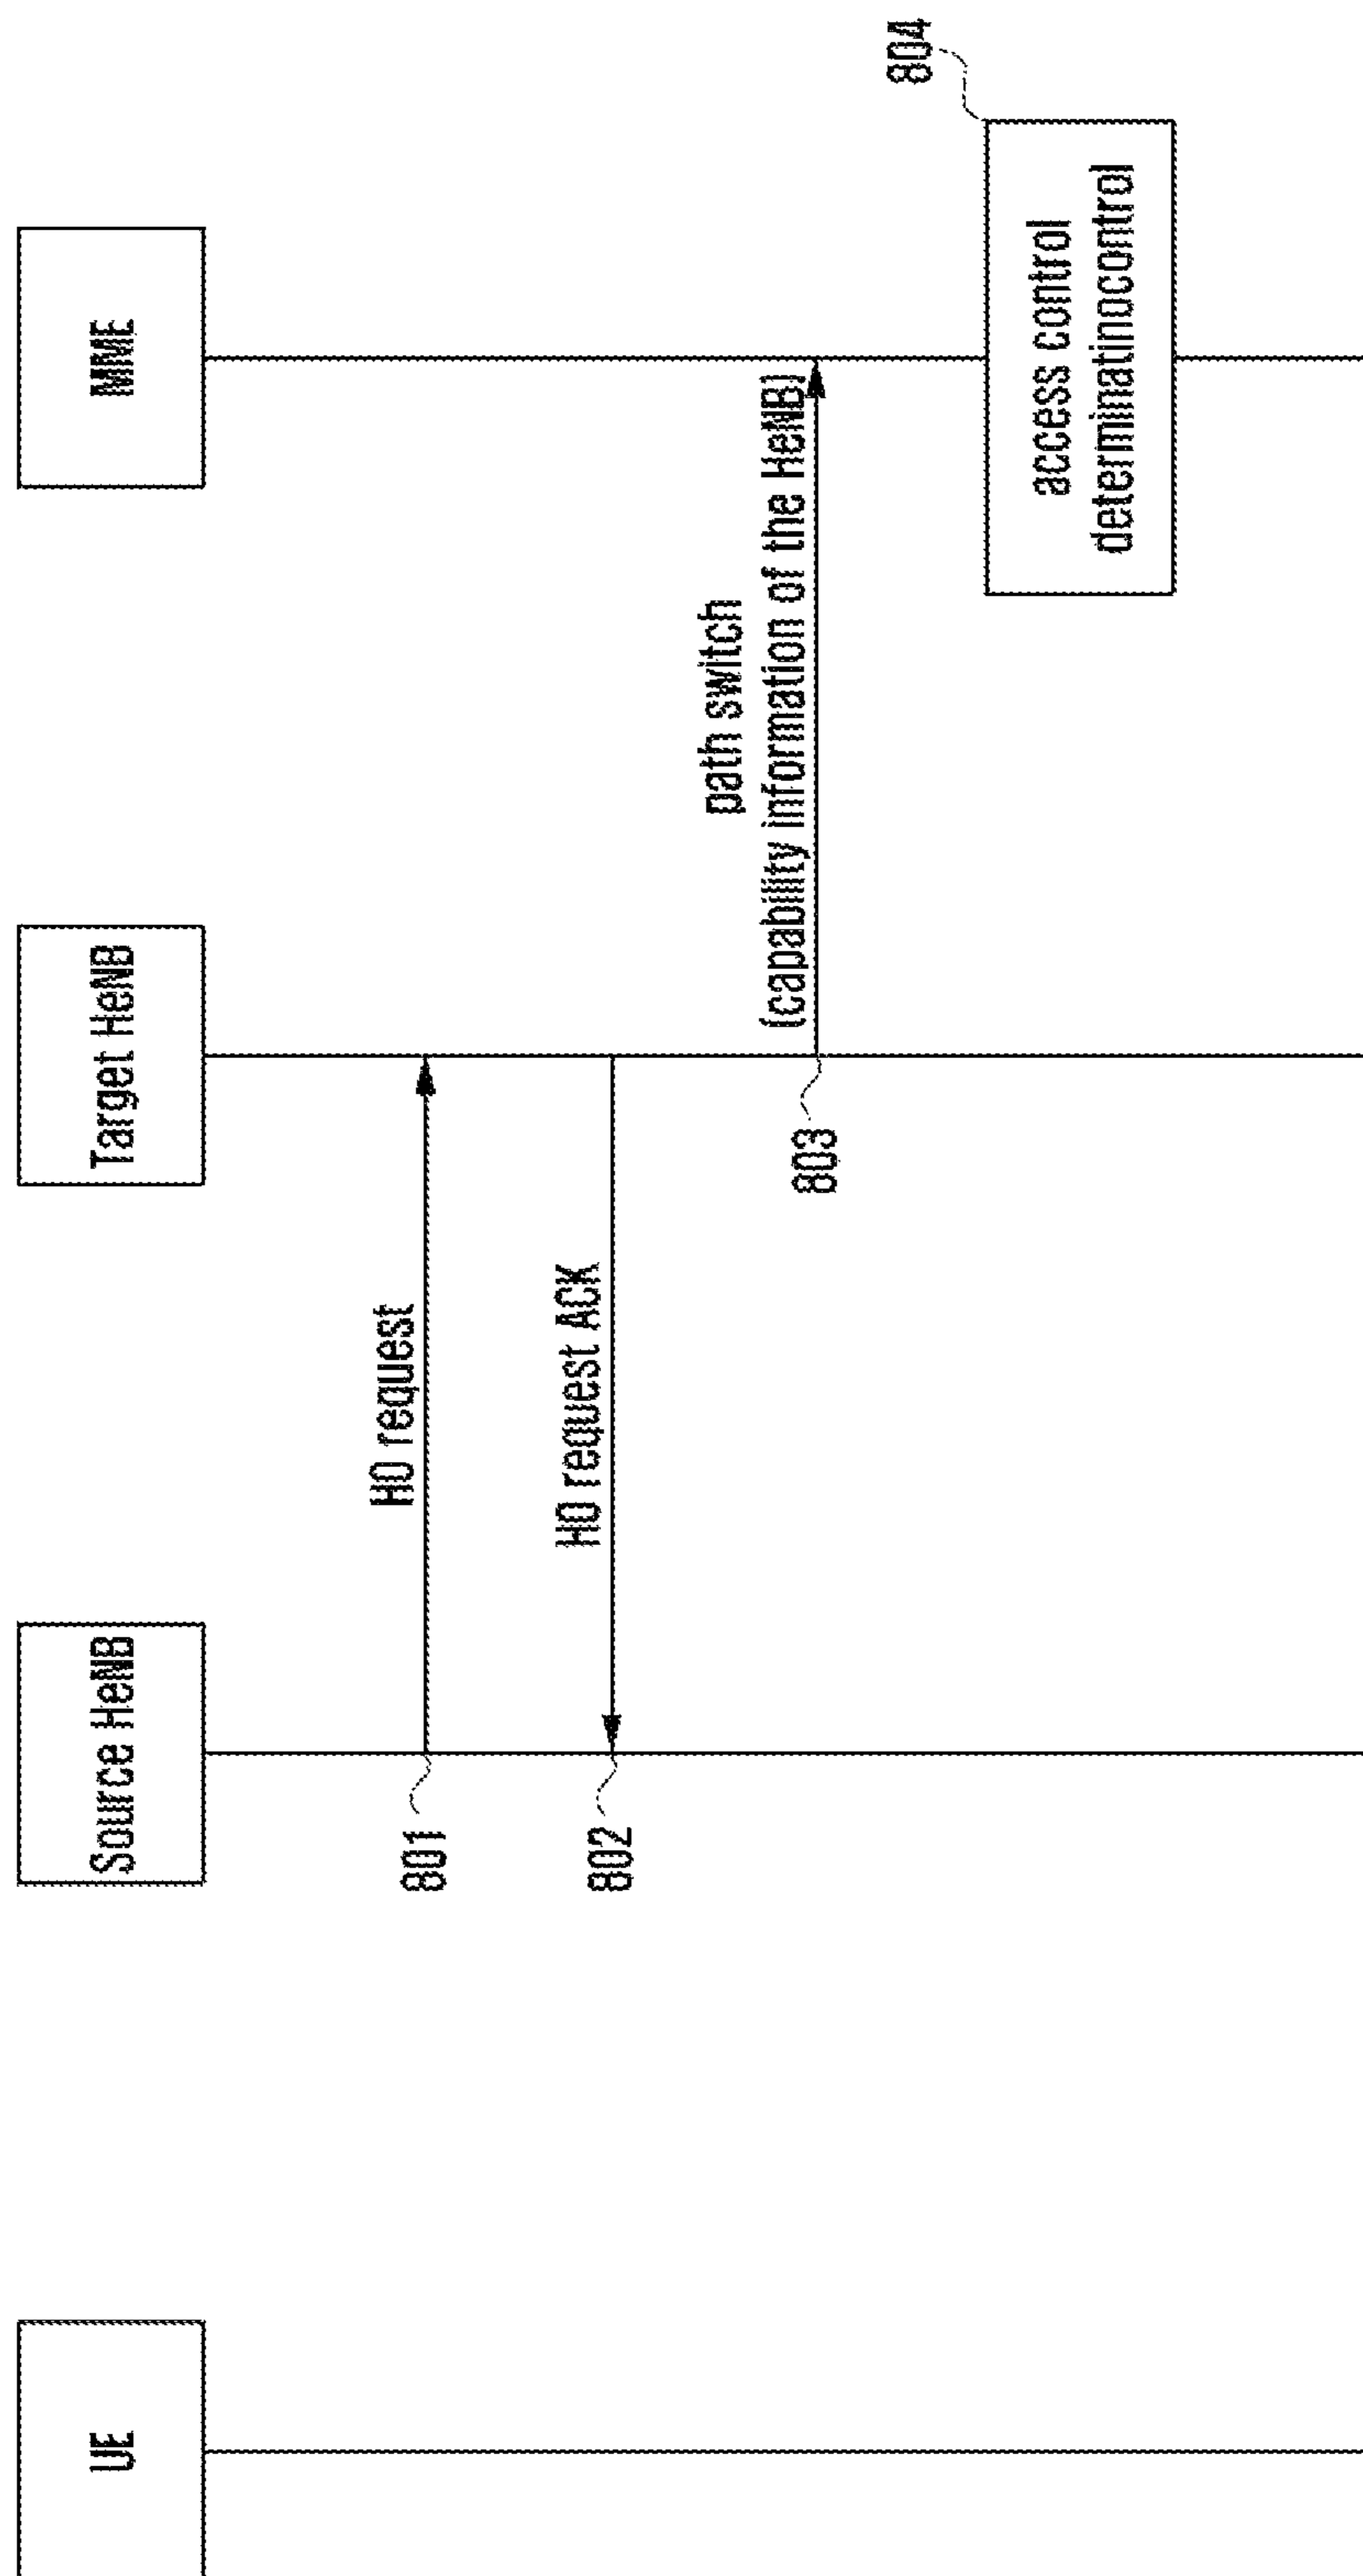 UE
Source HeNB
Target HeNB
MME
HO request
801
HO request ACK
802
path switch
(capability information of the HeNB)
803
804
access control
determinatinocontrol